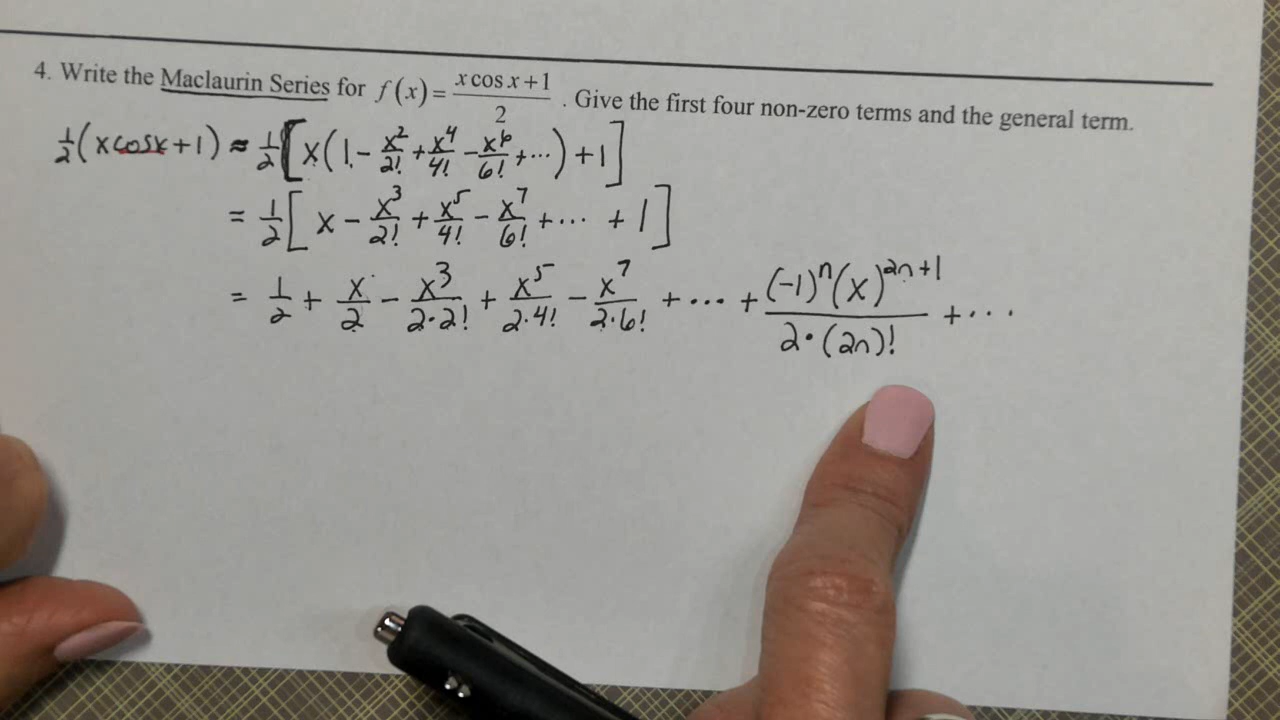 4. Write the Maclaurin Series for f(x) = (x cos x + 1)/2 . Give the first four non-zero terms and the general term.
1/2 (x cos x + 1) ≈ 1/2 [x(1 - x²/2! + x⁴/4! - x⁶/6! + ···) + 1]
= 1/2 [x - x³/2! + x⁵/4! - x⁷/6! + ··· + 1]
= 1/2 + x/2 - x³/(2·2!) + x⁵/(2·4!) - x⁷/(2·6!) + ··· + (-1)ⁿ(x)²ⁿ⁺¹/(2·(2n)!) + ···